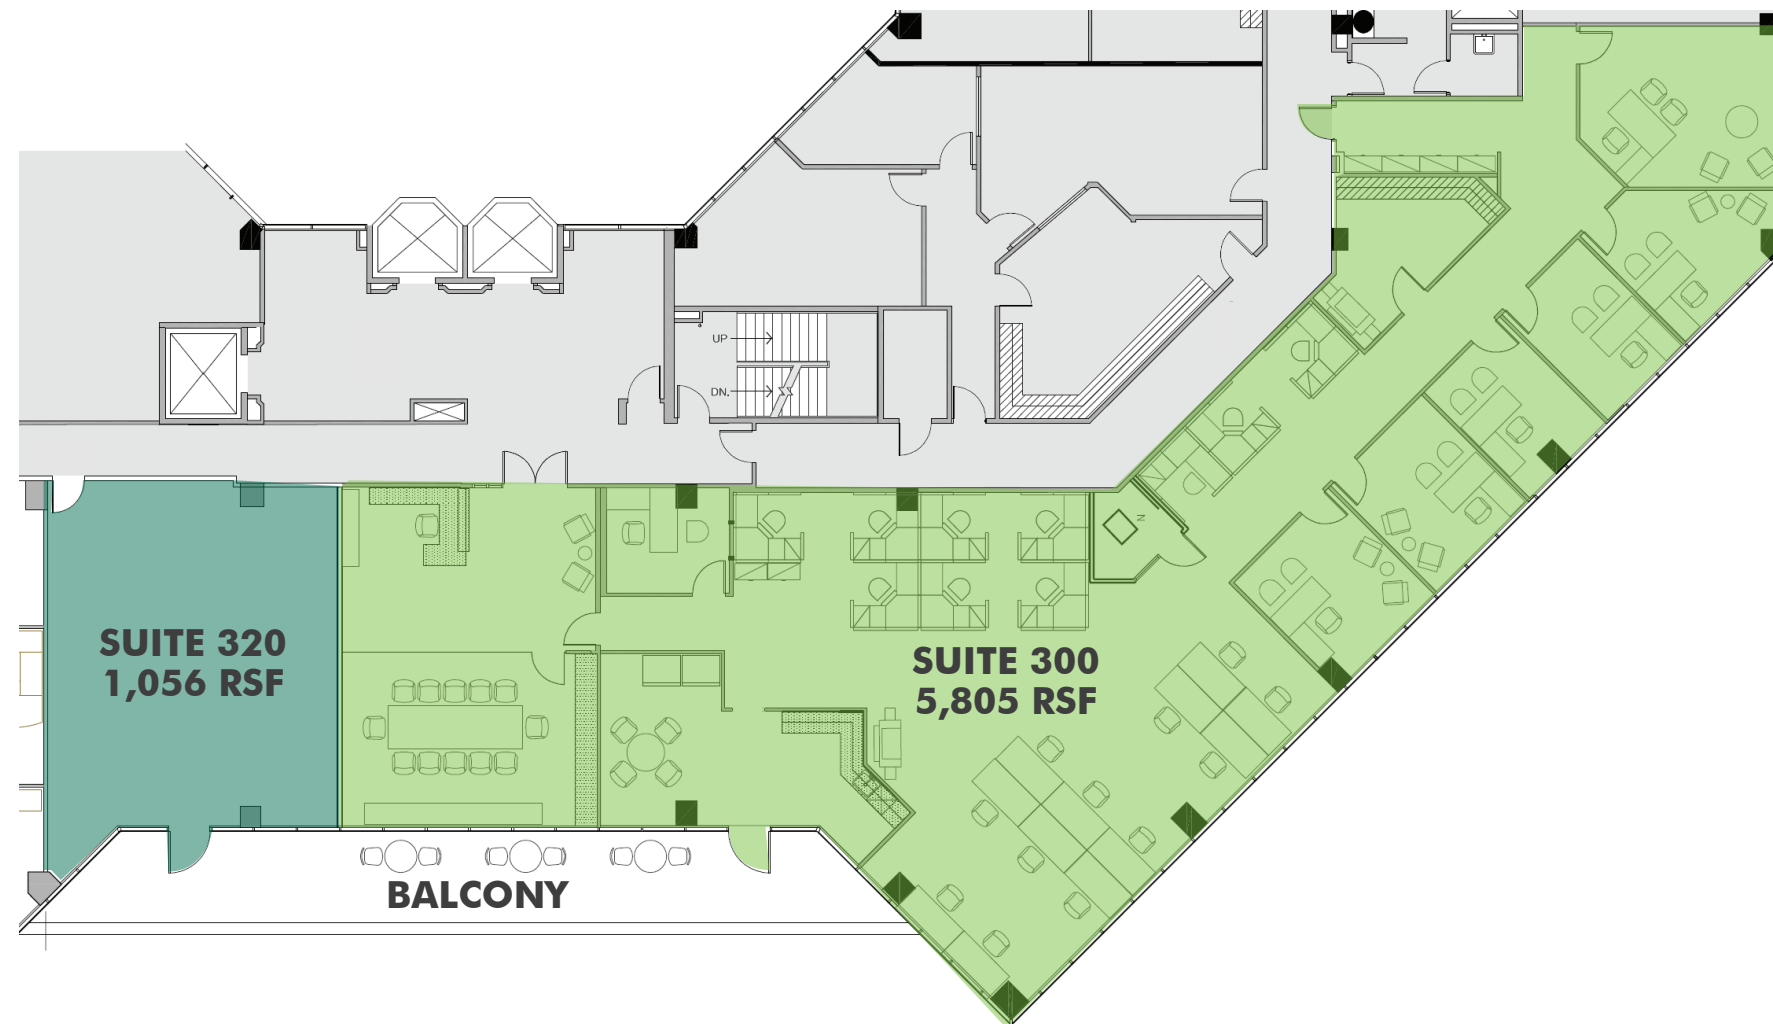 UP
DN.
Z
SUITE 320
1,056 RSF
SUITE 300
5,805 RSF
BALCONY